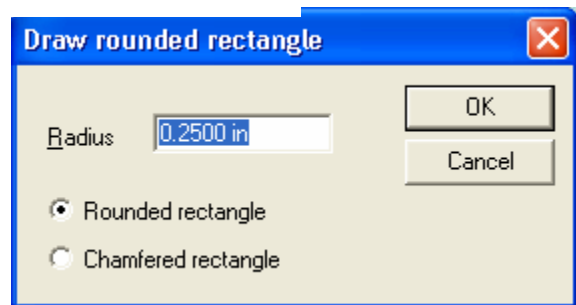 Draw rounded rectangle
Radius 0.2500 in
OK
Cancel
Rounded rectangle
Chamfered rectangle